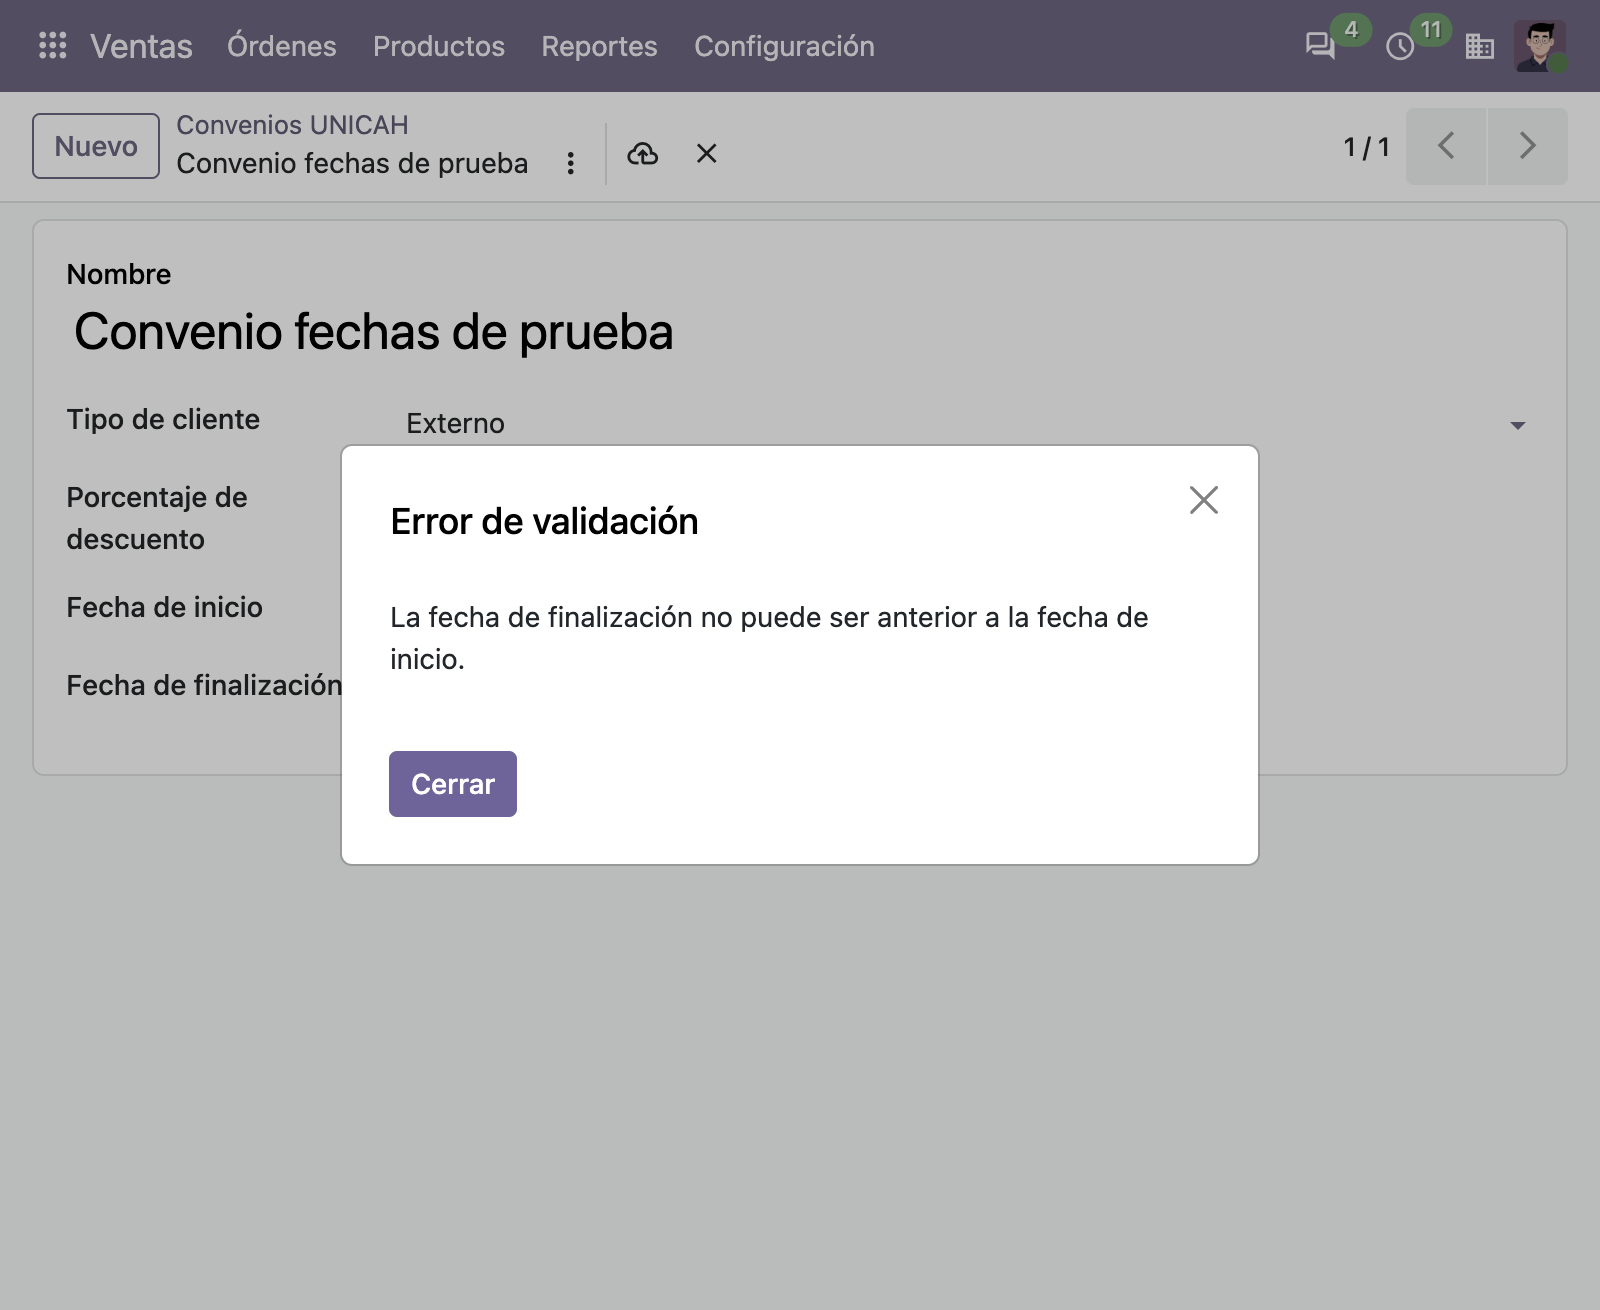 Ventas Órdenes Productos Reportes Configuración 4 11
Nuevo
Convenios UNICAH
Convenio fechas de prueba
1 / 1
Nombre
Convenio fechas de prueba
Tipo de cliente Externo
Porcentaje de
descuento
Fecha de inicio
Fecha de finalización
Error de validación
La fecha de finalización no puede ser anterior a la fecha de
inicio.
Cerrar